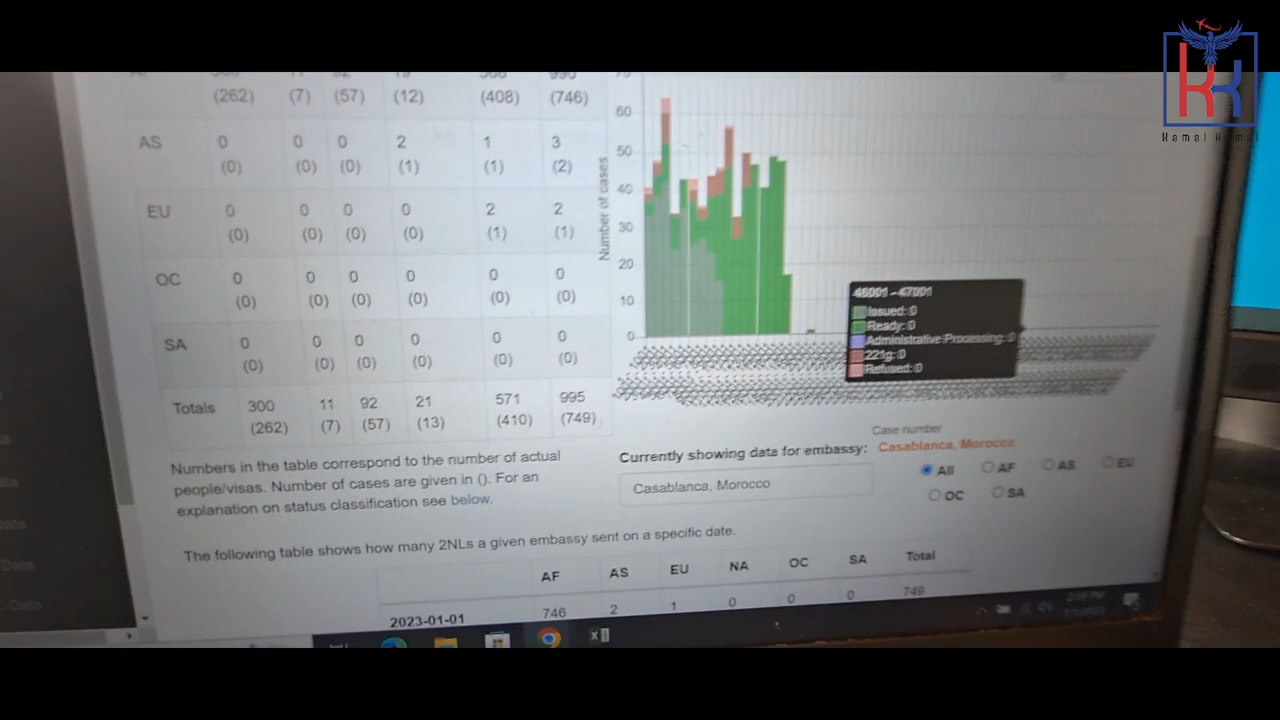 (262) (7) (57) (12) (408) (746)
AS 0 0 0 2 1 3
(0) (0) (0) (1) (1) (2)
EU 0 0 0 0 2 2
(0) (0) (0) (0) (1) (1)
OC 0 0 0 0 0 0
(0) (0) (0) (0) (0) (0)
SA 0 0 0 0 0 0
(0) (0) (0) (0) (0) (0)
Totals 300 11 92 21 571 995
(262) (7) (57) (13) (410) (749)
Numbers in the table correspond to the number of actual
people/visas. Number of cases are given in (). For an
explanation on status classification see below.
Number of cases
60
50
40
30
20
10
0
46001 - 47001
Issued: 0
Ready: 0
Administrative Processing: 0
221g: 0
Refused: 0
Case number
Currently showing data for embassy: Casablanca, Morocco
Casablanca, Morocco
All AF AS EU
OC SA
The following table shows how many 2NLs a given embassy sent on a specific date.
AF AS EU NA OC SA Total
2023-01-01 746 2 1 0 0 0 749
Data
Data
KK
Kamal Kamal